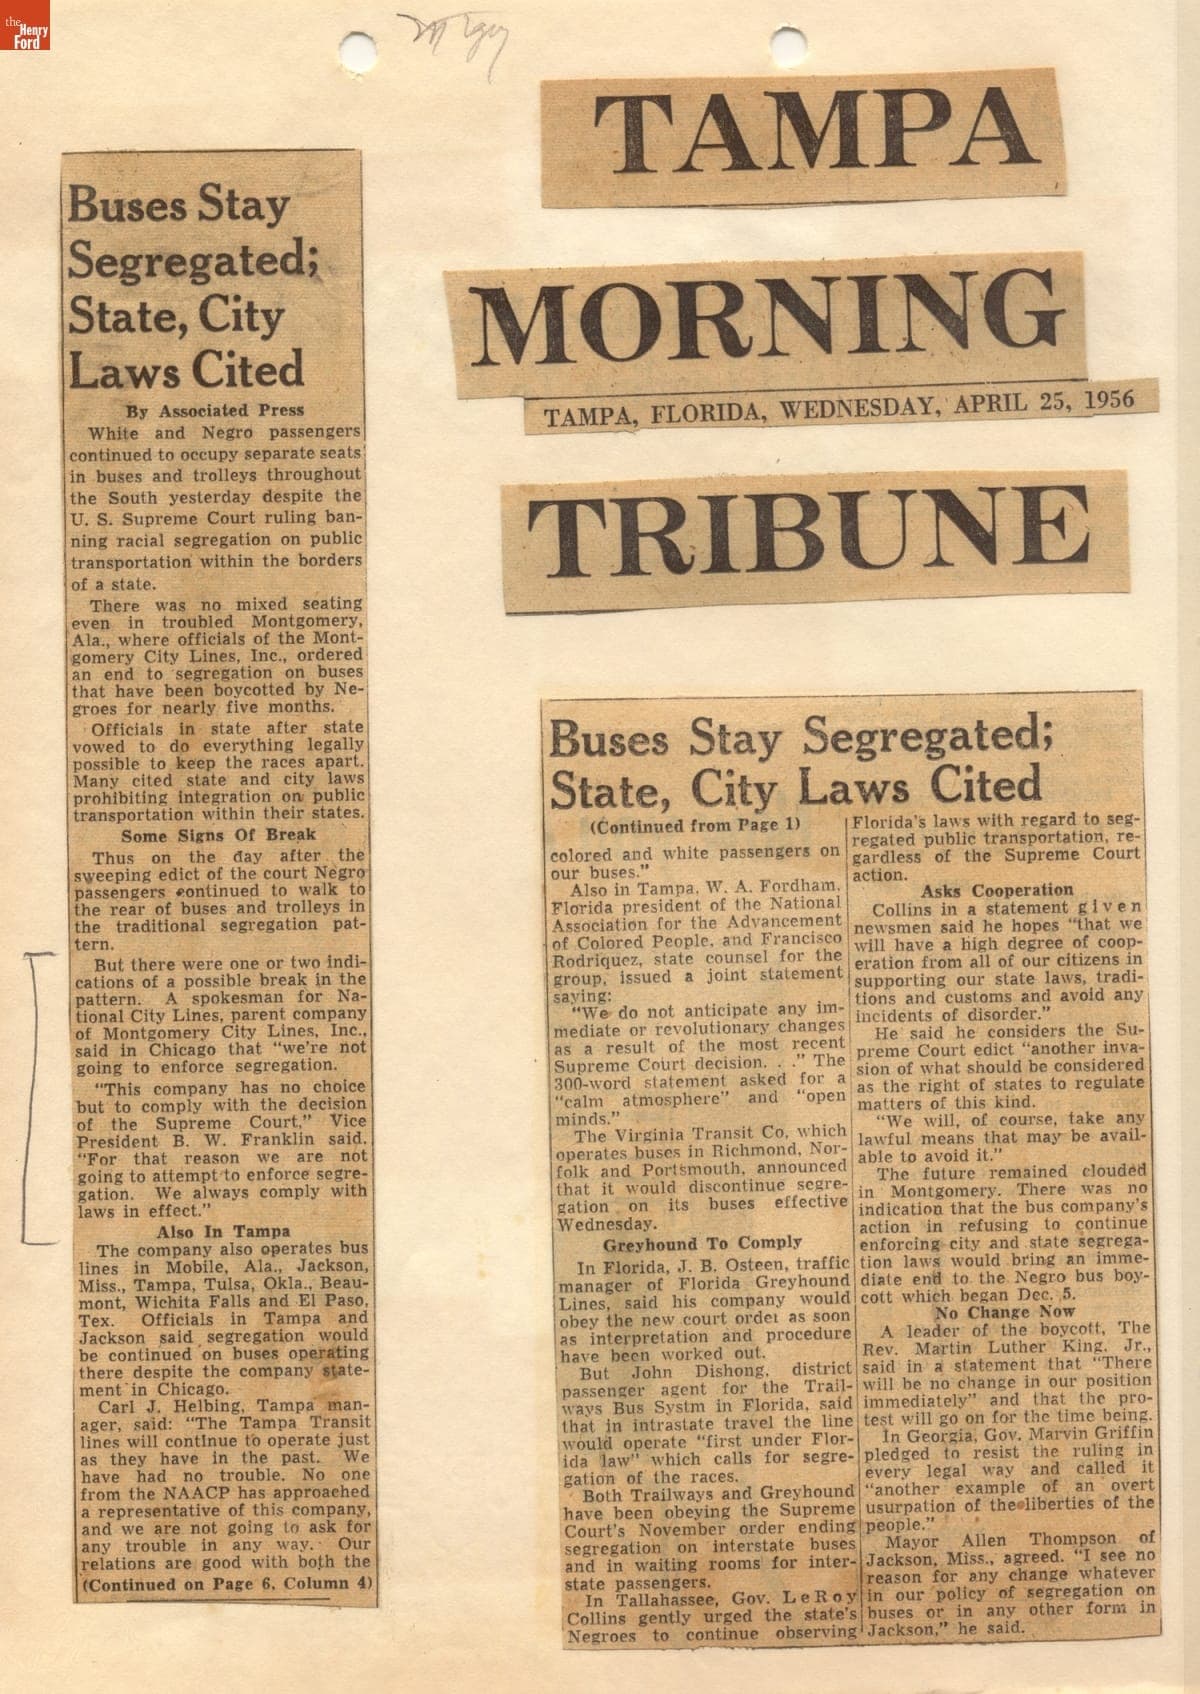 the
Henry
Ford
TAMPA
MORNING
TAMPA, FLORIDA, WEDNESDAY, APRIL 25, 1956
TRIBUNE
Buses Stay
Segregated;
State, City
Laws Cited
By Associated Press
White and Negro passengers
continued to occupy separate seats
in buses and trolleys throughout
the South yesterday despite the
U. S. Supreme Court ruling ban-
ning racial segregation on public
transportation within the borders
of a state.
There was no mixed seating
even in troubled Montgomery,
Ala., where officials of the Mont-
gomery City Lines, Inc., ordered
an end to segregation on buses
that have been boycotted by Ne-
groes for nearly five months.
Officials in state after state
vowed to do everything legally
possible to keep the races apart.
Many cited state and city laws
prohibiting integration on public
transportation within their states.
Some Signs Of Break
Thus on the day after the
sweeping edict of the court Negro
passengers continued to walk to
the rear of buses and trolleys in
the traditional segregation pat-
tern.
But there were one or two indi-
cations of a possible break in the
pattern. A spokesman for Na-
tional City Lines, parent company
of Montgomery City Lines, Inc.,
said in Chicago that "we're not
going to enforce segregation.
"This company has no choice
but to comply with the decision
of the Supreme Court," Vice
President B. W. Franklin said.
"For that reason we are not
going to attempt to enforce segre-
gation. We always comply with
laws in effect."
Also In Tampa
The company also operates bus
lines in Mobile, Ala., Jackson,
Miss., Tampa, Tulsa, Okla., Beau-
mont, Wichita Falls and El Paso,
Tex. Officials in Tampa and
Jackson said segregation would
be continued on buses operating
there despite the company state-
ment in Chicago.
Carl J. Helbing, Tampa man-
ager, said: "The Tampa Transit
lines will continue to operate just
as they have in the past. We
have had no trouble. No one
from the NAACP has approached
a representative of this company,
and we are not going to ask for
any trouble in any way. Our
relations are good with both the
(Continued on Page 6, Column 4)
Buses Stay Segregated;
State, City Laws Cited
(Continued from Page 1)
colored and white passengers on
our buses."
Also in Tampa, W. A. Fordham,
Florida president of the National
Association for the Advancement
of Colored People, and Francisco
Rodriquez, state counsel for the
group, issued a joint statement
saying:
"We do not anticipate any im-
mediate or revolutionary changes
as a result of the most recent
Supreme Court decision. . ." The
300-word statement asked for a
"calm atmosphere" and "open
minds."
The Virginia Transit Co, which
operates buses in Richmond, Nor-
folk and Portsmouth, announced
that it would discontinue segre-
gation on its buses effective
Wednesday.
Greyhound To Comply
In Florida, J. B. Osteen, traffic
manager of Florida Greyhound
Lines, said his company would
obey the new court order as soon
as interpretation and procedure
have been worked out.
But John Dishong, district
passenger agent for the Trail-
ways Bus Systm in Florida, said
that in intrastate travel the line
would operate "first under Flor-
ida law" which calls for segre-
gation of the races.
Both Trailways and Greyhound
have been obeying the Supreme
Court's November order ending
segregation on interstate buses
and in waiting rooms for inter-
state passengers.
In Tallahassee, Gov. LeRoy
Collins gently urged the state's
Negroes to continue observing
Florida's laws with regard to seg-
regated public transportation, re-
gardless of the Supreme Court
action.
Asks Cooperation
Collins in a statement given
newsmen said he hopes "that we
will have a high degree of coop-
eration from all of our citizens in
supporting our state laws, tradi-
tions and customs and avoid any
incidents of disorder."
He said he considers the Su-
preme Court edict "another inva-
sion of what should be considered
as the right of states to regulate
matters of this kind.
"We will, of course, take any
lawful means that may be avail-
able to avoid it."
The future remained clouded
in Montgomery. There was no
indication that the bus company's
action in refusing to continue
enforcing city and state segrega-
tion laws would bring an imme-
diate end to the Negro bus boy-
cott which began Dec. 5.
No Change Now
A leader of the boycott, The
Rev. Martin Luther King, Jr.,
said in a statement that "There
will be no change in our position
immediately" and that the pro-
test will go on for the time being.
In Georgia, Gov. Marvin Griffin
pledged to resist the ruling in
every legal way and called it
"another example of an overt
usurpation of the liberties of the
people."
Mayor Allen Thompson of
Jackson, Miss., agreed. "I see no
reason for any change whatever
in our policy of segregation on
buses or in any other form in
Jackson," he said.